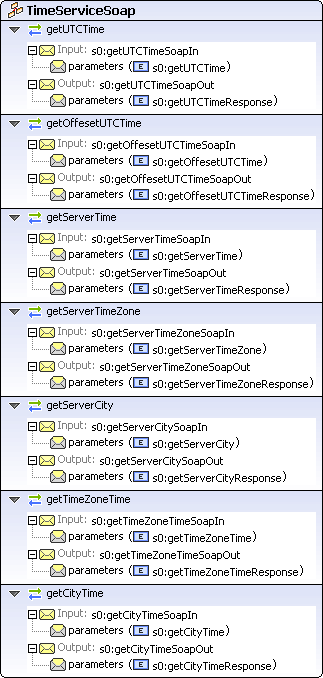 TimeServiceSoap
getUTCTime
Input: s0:getUTCTimeSoapIn
parameters ( E s0:getUTCTime)
Output: s0:getUTCTimeSoapOut
parameters ( E s0:getUTCTimeResponse)
getOffesetUTCTime
Input: s0:getOffesetUTCTimeSoapIn
parameters ( E s0:getOffesetUTCTime)
Output: s0:getOffesetUTCTimeSoapOut
parameters ( E s0:getOffesetUTCTimeResponse)
getServerTime
Input: s0:getServerTimeSoapIn
parameters ( E s0:getServerTime)
Output: s0:getServerTimeSoapOut
parameters ( E s0:getServerTimeResponse)
getServerTimeZone
Input: s0:getServerTimeZoneSoapIn
parameters ( E s0:getServerTimeZone)
Output: s0:getServerTimeZoneSoapOut
parameters ( E s0:getServerTimeZoneResponse)
getServerCity
Input: s0:getServerCitySoapIn
parameters ( E s0:getServerCity)
Output: s0:getServerCitySoapOut
parameters ( E s0:getServerCityResponse)
getTimeZoneTime
Input: s0:getTimeZoneTimeSoapIn
parameters ( E s0:getTimeZoneTime)
Output: s0:getTimeZoneTimeSoapOut
parameters ( E s0:getTimeZoneTimeResponse)
getCityTime
Input: s0:getCityTimeSoapIn
parameters ( E s0:getCityTime)
Output: s0:getCityTimeSoapOut
parameters ( E s0:getCityTimeResponse)